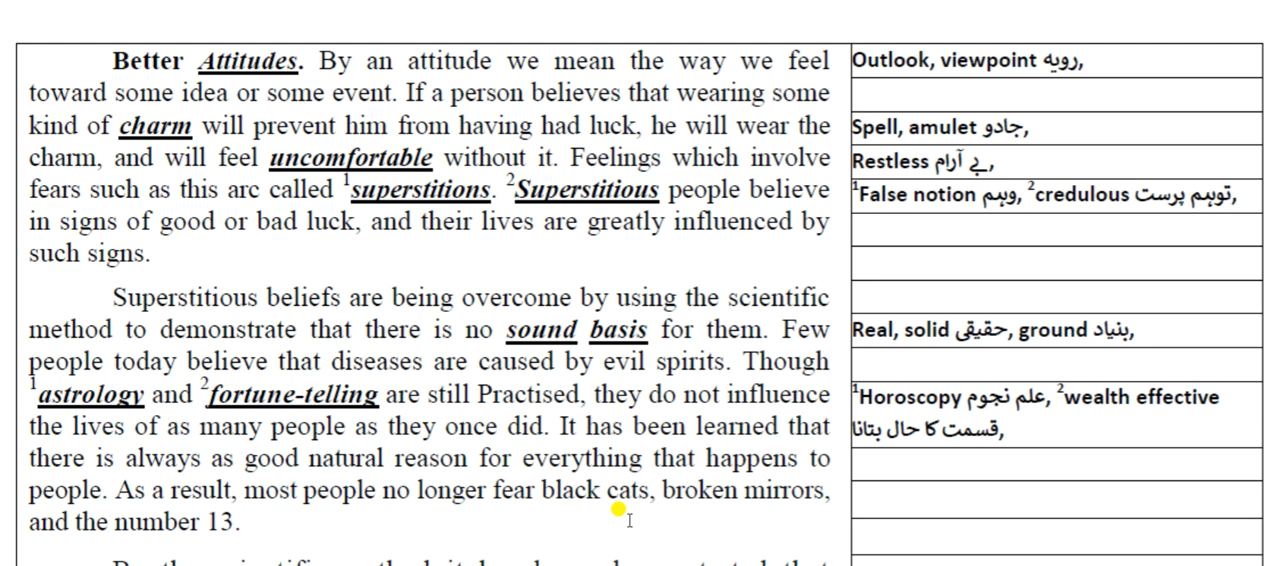 Better Attitudes. By an attitude we mean the way we feel
toward some idea or some event. If a person believes that wearing some
kind of charm will prevent him from having had luck, he will wear the
charm, and will feel uncomfortable without it. Feelings which involve
fears such as this arc called ¹superstitions. ²Superstitious people believe
in signs of good or bad luck, and their lives are greatly influenced by
such signs.
Superstitious beliefs are being overcome by using the scientific
method to demonstrate that there is no sound basis for them. Few
people today believe that diseases are caused by evil spirits. Though
¹astrology and ²fortune-telling are still Practised, they do not influence
the lives of as many people as they once did. It has been learned that
there is always as good natural reason for everything that happens to
people. As a result, most people no longer fear black cats, broken mirrors,
and the number 13.
Outlook, viewpoint رویہ,
Spell, amulet جادو,
Restless بے آرام,
¹False notion وہم, ²credulous توہم پرست,
Real, solid حقیقی, ground بنیاد,
¹Horoscopy علم نجوم, ²wealth effective
قسمت کا حال بتانا,